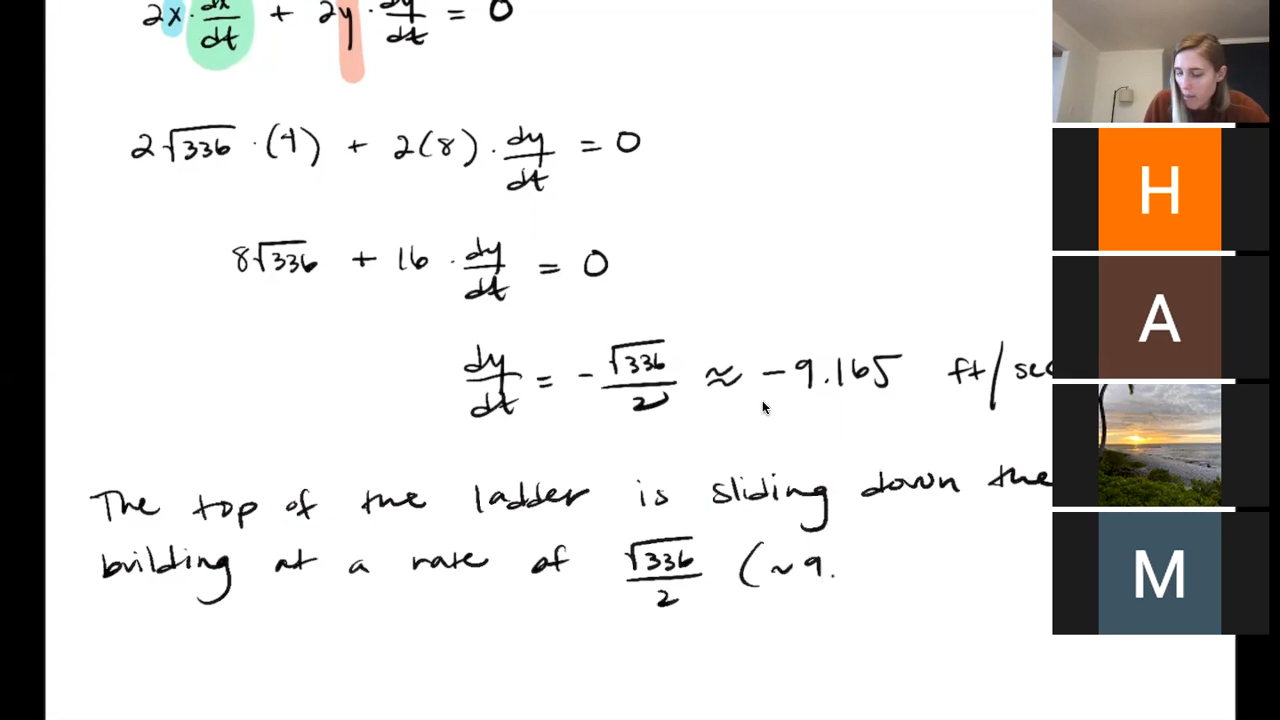 2x · dx/dt + 2y · dy/dt = 0
2√336 · (4) + 2(8) · dy/dt = 0
8√336 + 16 · dy/dt = 0
dy/dt = - √336/2 ≈ -9.165 ft/sec
The top of the ladder is sliding down the
building at a rate of √336/2 (~9.
H
A
M